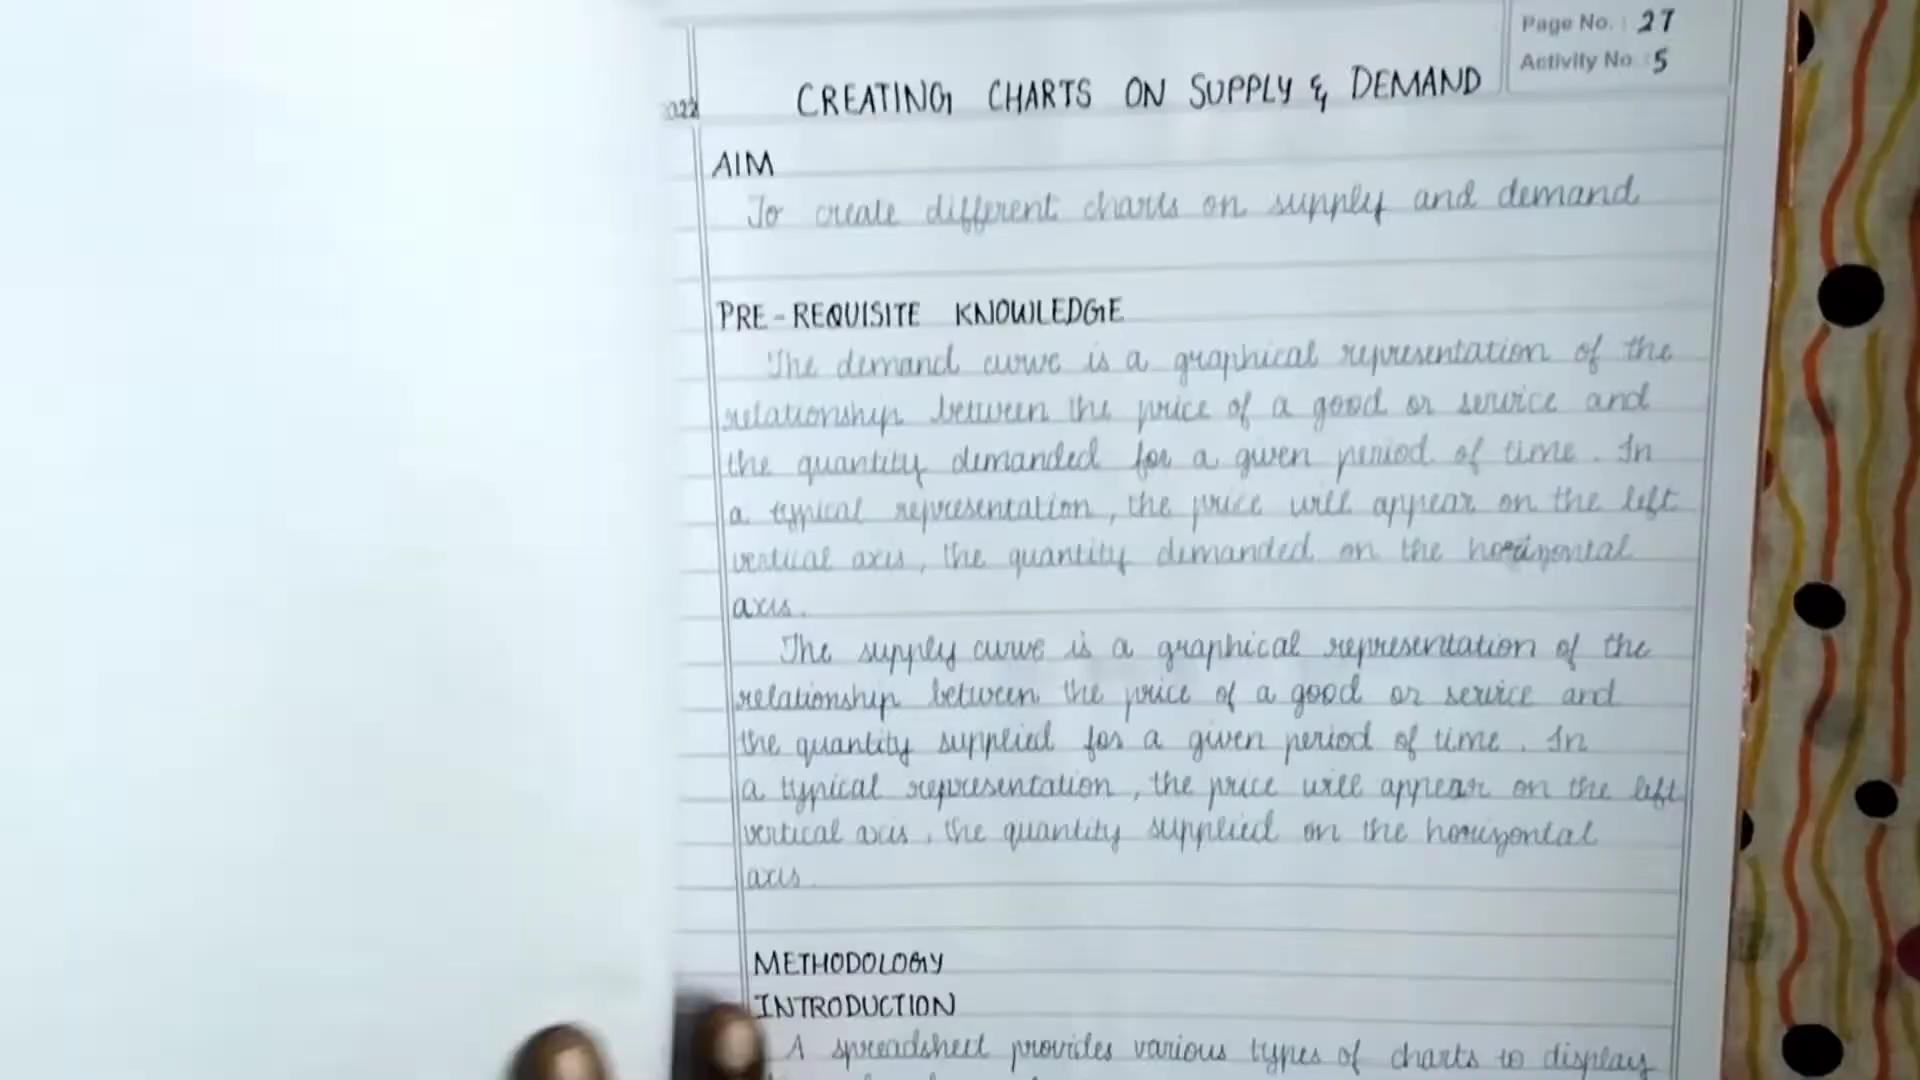 Page No. : 27
Activity No. : 5
CREATING CHARTS ON SUPPLY & DEMAND
AIM
To create different charts on supply and demand
PRE-REQUISITE KNOWLEDGE
The demand curve is a graphical representation of the
relationship between the price of a good or service and
the quantity demanded for a given period of time. In
a typical representation, the price will appear on the left
vertical axis, the quantity demanded on the horizontal
axis.
The supply curve is a graphical representation of the
relationship between the price of a good or service and
the quantity supplied for a given period of time. In
a typical representation, the price will appear on the left
vertical axis, the quantity supplied on the horizontal
axis.
METHODOLOGY
INTRODUCTION
A spreadsheet provides various types of charts to display